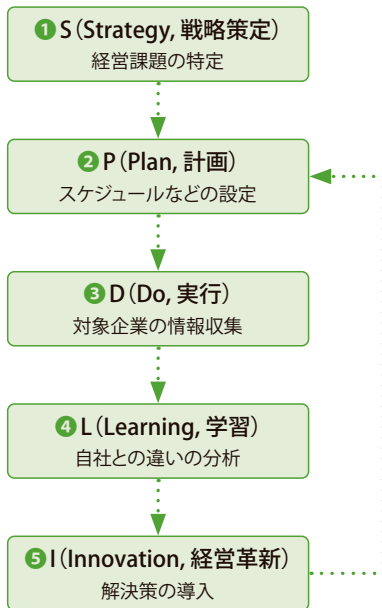 ❶ S（Strategy, 戦略策定）
経営課題の特定
❷ P（Plan, 計画）
スケジュールなどの設定
❸ D（Do, 実行）
対象企業の情報収集
❹ L（Learning, 学習）
自社との違いの分析
❺ I（Innovation, 経営革新）
解決策の導入